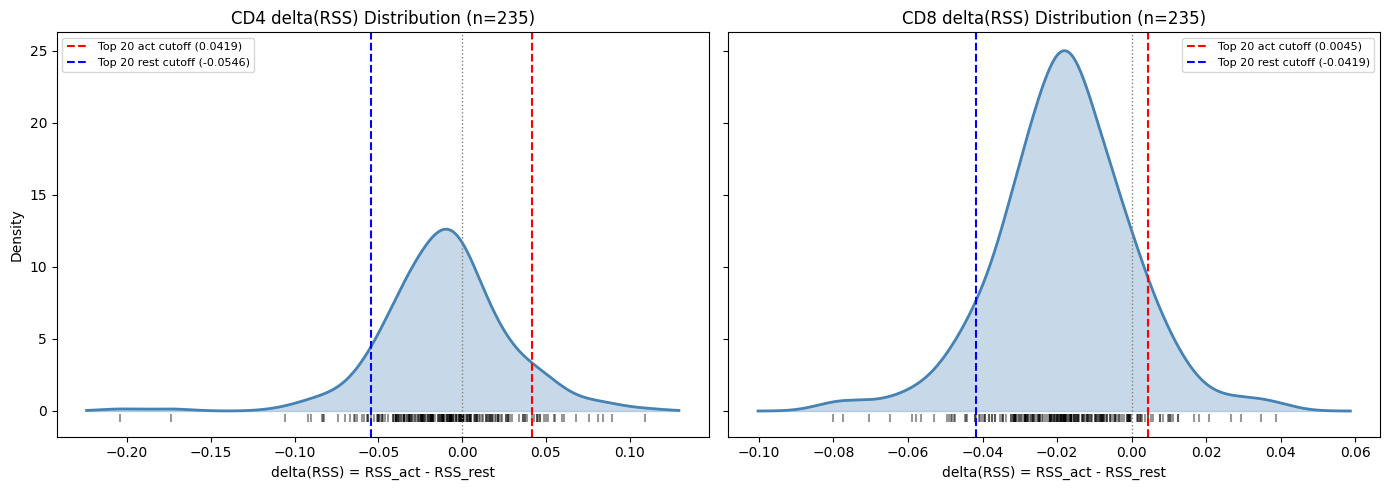 CD4 delta(RSS) Distribution (n=235)
Top 20 act cutoff (0.0419)
Top 20 rest cutoff (-0.0546)
Density
25
20
15
10
5
0
−0.20 −0.15 −0.10 −0.05 0.00 0.05 0.10
delta(RSS) = RSS_act - RSS_rest
CD8 delta(RSS) Distribution (n=235)
Top 20 act cutoff (0.0045)
Top 20 rest cutoff (-0.0419)
−0.10 −0.08 −0.06 −0.04 −0.02 0.00 0.02 0.04 0.06
delta(RSS) = RSS_act - RSS_rest